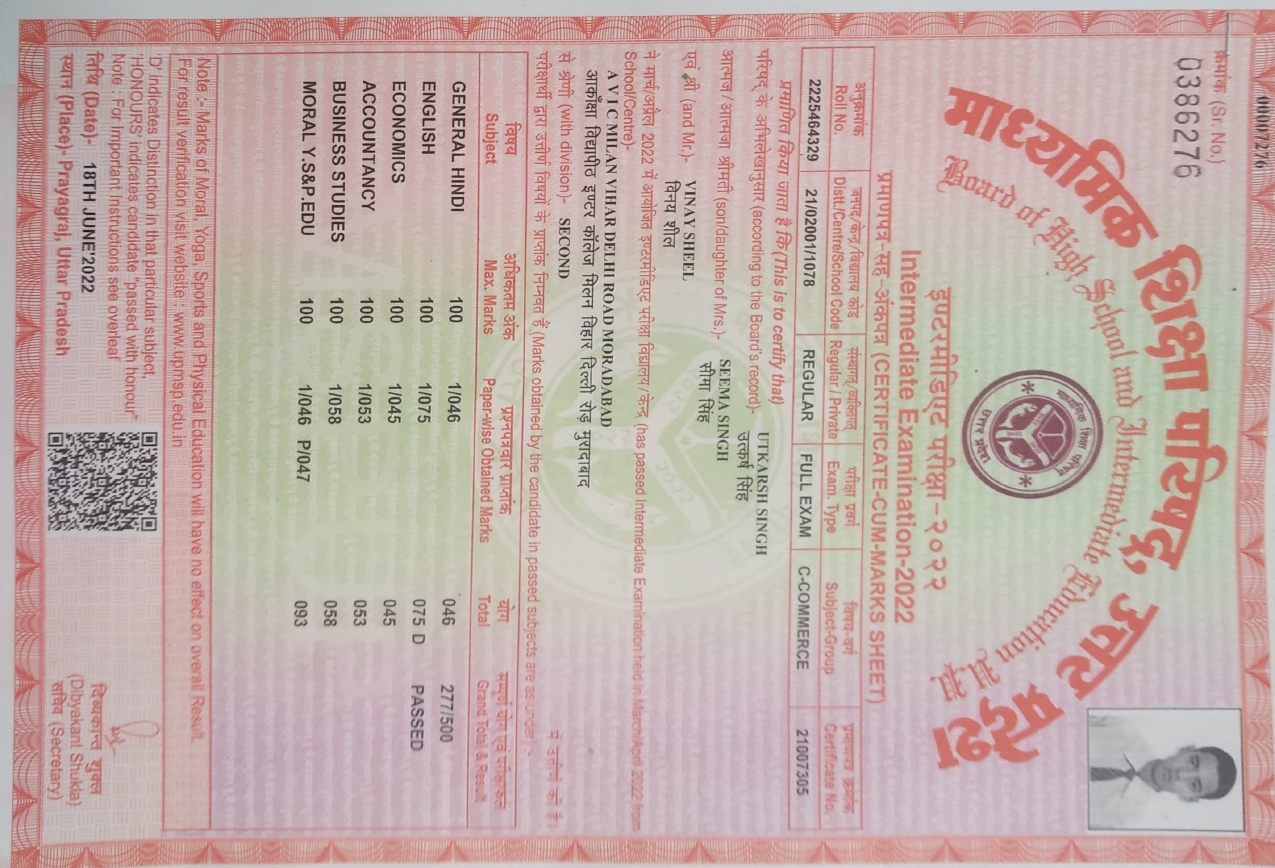 00007276
क्रमांक (Sr. No.)
0386276
माध्यमिक शिक्षा परिषद्, उत्तर प्रदेश
Board of High School and Intermediate Education U.P.
माध्यमिक शिक्षा परिषद
उत्तर प्रदेश
इण्टरमीडिएट परीक्षा-२०२२
Intermediate Examination-2022
प्रमाणपत्र-सह-अंकपत्र (CERTIFICATE-CUM-MARKS SHEET)
अनुक्रमांक जनपद/केन्द्र/विद्यालय कोड संस्थागत/व्यक्तिगत परीक्षा प्रवर्ग विषय वर्ग प्रमाणपत्र क्रमांक
Roll No. Distt./Centre/School Code Regular / Private Exam. Type Subject-Group Certificate No.
2225464329 21/02001/1078 REGULAR FULL EXAM C-COMMERCE 21007305
प्रमाणित किया जाता है कि (This is to certify that)
परिषद् के अभिलेखानुसार (according to the Board's record)- UTKARSH SINGH
उत्कर्ष सिंह
आत्मज/आत्मजा श्रीमती (son/daughter of Mrs.)- SEEMA SINGH
सीमा सिंह
एवं श्री (and Mr.)- VINAY SHEEL
विनय शील
ने मार्च/अप्रैल 2022 में आयोजित इण्टरमीडिएट परीक्षा विद्यालय/केन्द्र (has passed Intermediate Examination held in March/April 2022 from
School/Centre)-
A V IC MILAN VIHAR DELHI ROAD MORADABAD
आकाँक्षा विद्यापीठ इण्टर कॉलेज मिलन विहार दिल्ली रोड़ मुरादाबाद
से श्रेणी (with division)- SECOND में उत्तीर्ण की है।
परीक्षार्थी द्वारा उत्तीर्ण विषयों के प्राप्तांक निम्नवत हैं (Marks obtained by the candidate in passed subjects are as under) :-
विषय अधिकतम अंक प्रश्नपत्रवार प्राप्तांक योग सम्पूर्ण योग एवं परीक्षाफल
Subject Max. Marks Paper-wise Obtained Marks Total Grand Total & Result
GENERAL HINDI 100 1/046 046 277/500
ENGLISH 100 1/075 075 D PASSED
ECONOMICS 100 1/045 045
ACCOUNTANCY 100 1/053 053
BUSINESS STUDIES 100 1/058 058
MORAL Y.S&P.EDU 100 1/046 P/047 093
Note :- Marks of Moral, Yoga, Sports and Physical Education will have no effect on overall Result.
For result verification visit website : www.upmsp.edu.in
'D' indicates Distinction in that particular subject,
'HONOURS' indicates candidate "passed with honour"
Note : For Important Instructions see overleaf
तिथि (Date)- 18TH JUNE'2022
स्थान (Place)- Prayagraj, Uttar Pradesh
दिब्यकान्त शुक्ल
(Dibyakant Shukla)
सचिव (Secretary)